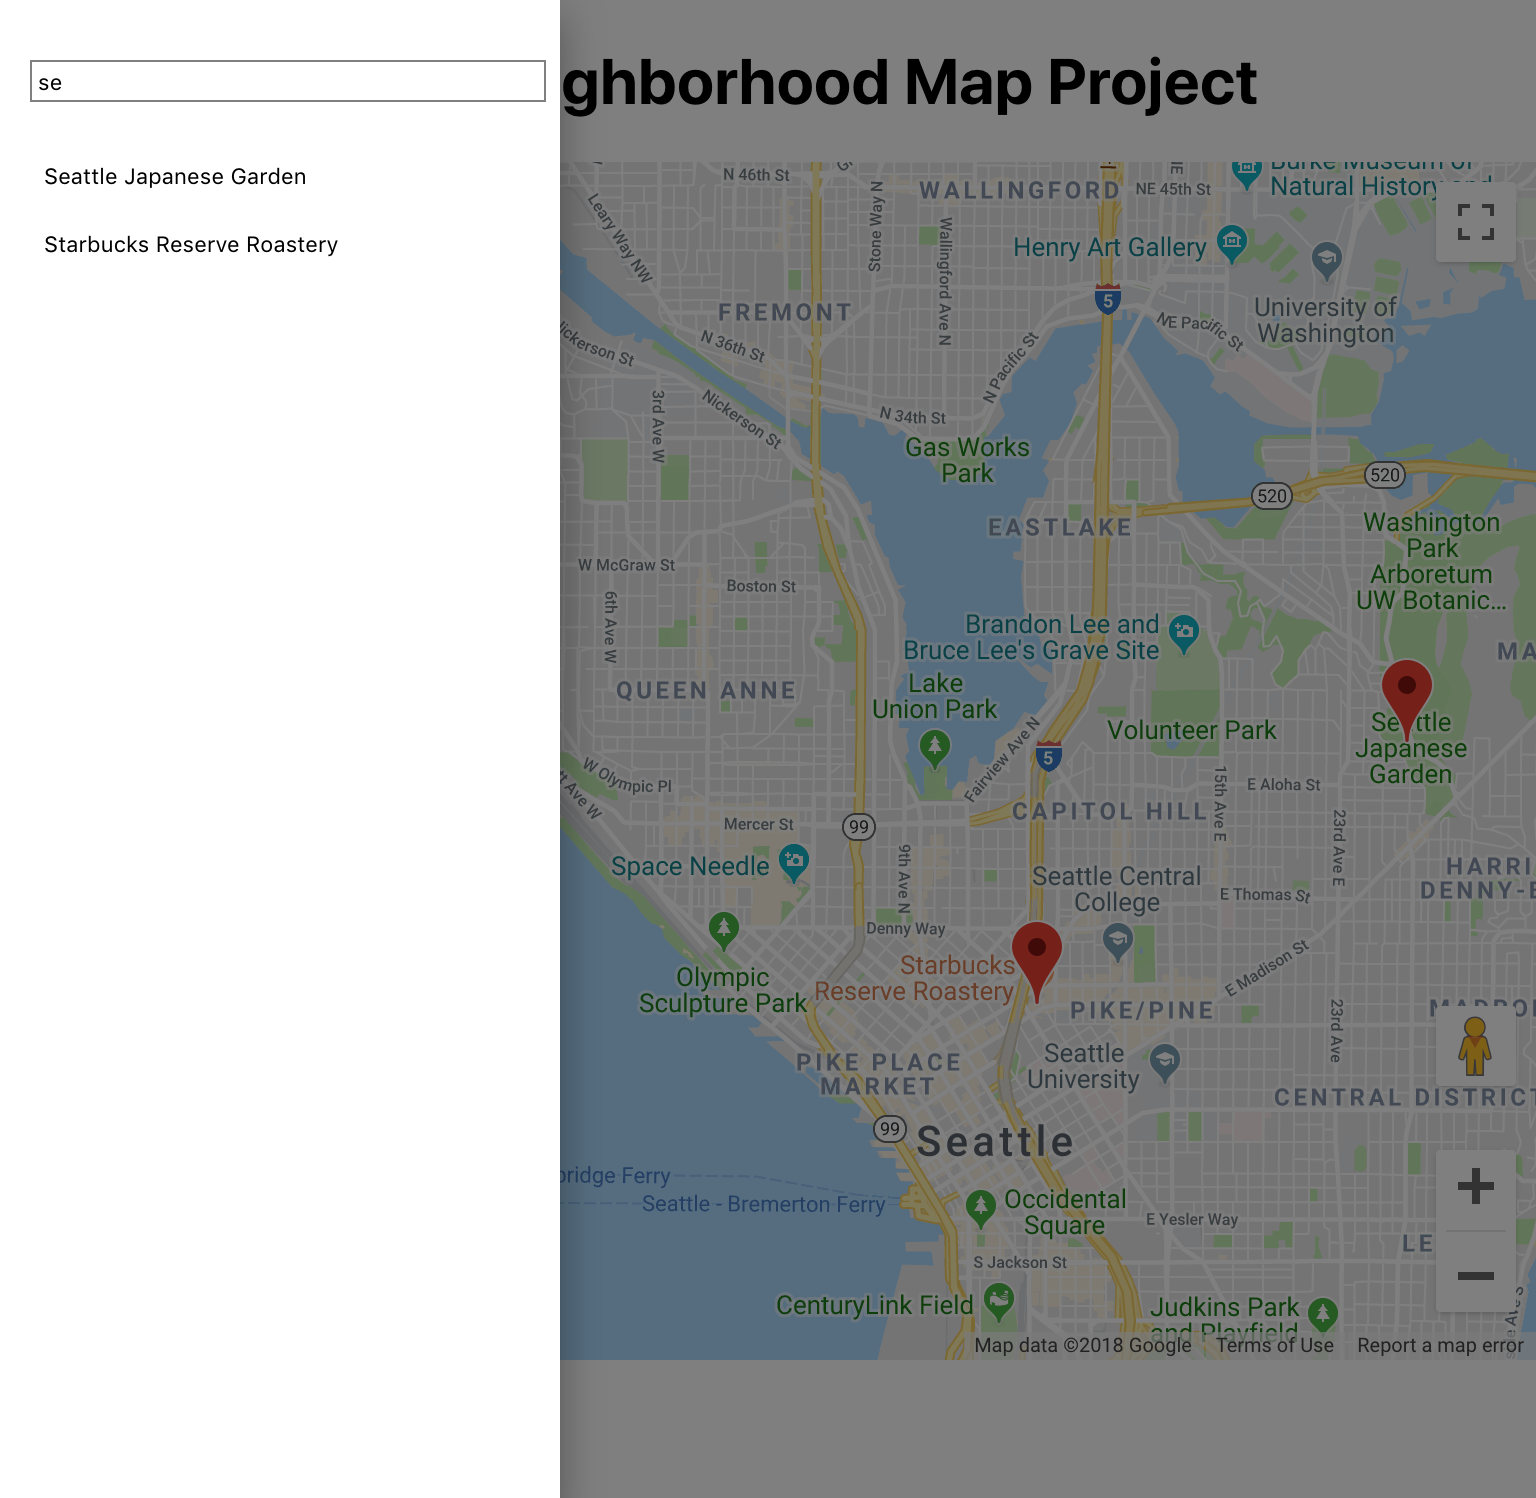 se
Seattle Japanese Garden
Starbucks Reserve Roastery
ghborhood Map Project
N 46th St
WALLINGFORD
NE 45th St
Burke Museum of
Natural History and
Leary Way NW
Stone Way N
Wallingford Ave N
Henry Art Gallery
5
University of
Washington
FREMONT
NE Pacific St
ickerson St
N 36th St
N Pacific St
3rd Ave W
Nickerson St
N 34th St
Gas Works
Park
520
520
EASTLAKE
Washington
Park
Arboretum
UW Botanic...
W McGraw St
Boston St
6th Ave W
Brandon Lee and
Bruce Lee's Grave Site
MA
QUEEN ANNE
Lake
Union Park
Volunteer Park
Seattle
Japanese
Garden
Fairview Ave N
5
W Olympic Pl
t Ave W
15th Ave E
E Aloha St
CAPITOL HILL
Mercer St
99
23rd Ave E
Space Needle
9th Ave N
Seattle Central
College
HARRI
DENNY-B
E Thomas St
Denny Way
Starbucks
Reserve Roastery
Olympic
Sculpture Park
E Madison St
PIKE/PINE
23rd Ave
Seattle
University
PIKE PLACE
MARKET
CENTRAL DISTRICT
99
Seattle
bridge Ferry
Seattle - Bremerton Ferry
Occidental
Square
E Yesler Way
LE
S Jackson St
CenturyLink Field
Judkins Park
and Playfield
Map data ©2018 Google
Terms of Use
Report a map error